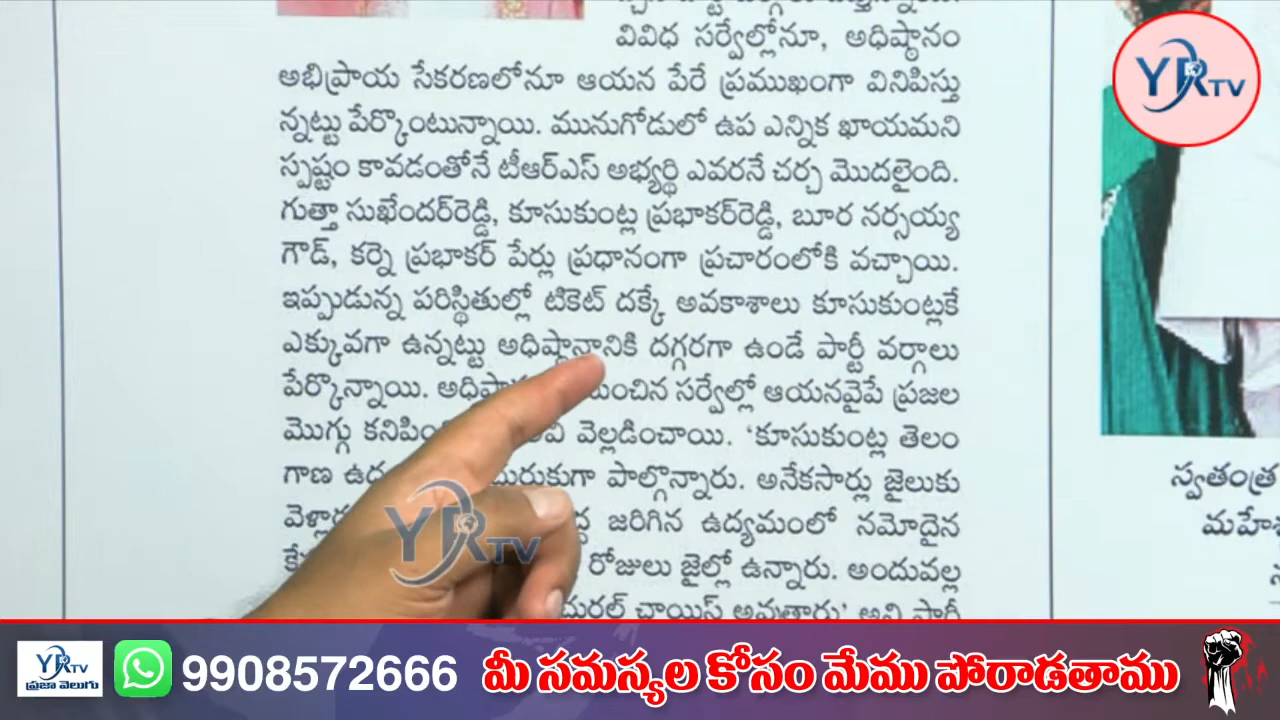 వివిధ సర్వేల్లోనూ, అధిష్ఠానం
అభిప్రాయ సేకరణలోనూ ఆయన పేరే ప్రముఖంగా వినిపిస్తు
న్నట్టు పేర్కొంటున్నాయి. మునుగోడులో ఉప ఎన్నిక ఖాయమని
స్పష్టం కావడంతోనే టీఆర్ఎస్ అభ్యర్థి ఎవరనే చర్చ మొదలైంది.
గుత్తా సుఖేందర్‌రెడ్డి, కూసుకుంట్ల ప్రభాకర్‌రెడ్డి, బూర నర్సయ్య
గౌడ్, కర్నె ప్రభాకర్ పేర్లు ప్రధానంగా ప్రచారంలోకి వచ్చాయి.
ఇప్పుడున్న పరిస్థితుల్లో టికెట్ దక్కే అవకాశాలు కూసుకుంట్లకే
ఎక్కువగా ఉన్నట్టు అధిష్ఠానానికి దగ్గరగా ఉండే పార్టీ వర్గాలు
పేర్కొన్నాయి. సర్వేల్లో ఆయనవైపే ప్రజల
మొగ్గు వెల్లడించాయి. 'కూసుకుంట్ల తెలం
గాణ పాల్గొన్నారు. అనేకసార్లు జైలుకు
జరిగిన ఉద్యమంలో నమోదైన
రోజులు జైల్లో ఉన్నారు. అందువల్ల
చాయిస్ అవుతారు' అని పార్టీ
స్వతంత్ర
YRTV
YRTV
YRTV
ప్రజా వెలుగు
9908572666
మీ సమస్యల కోసం మేము పోరాడతాము